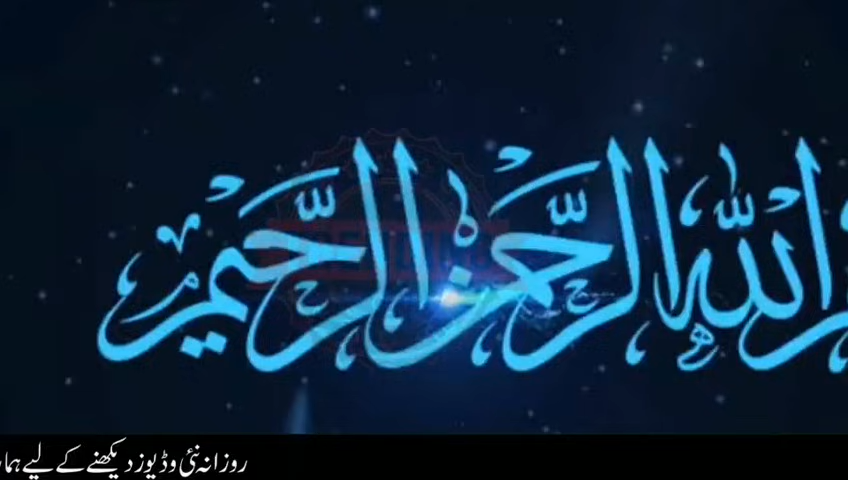 الله الرحمن الرحيم
روزانہ نئی وڈیوز دیکھنے کے لیے